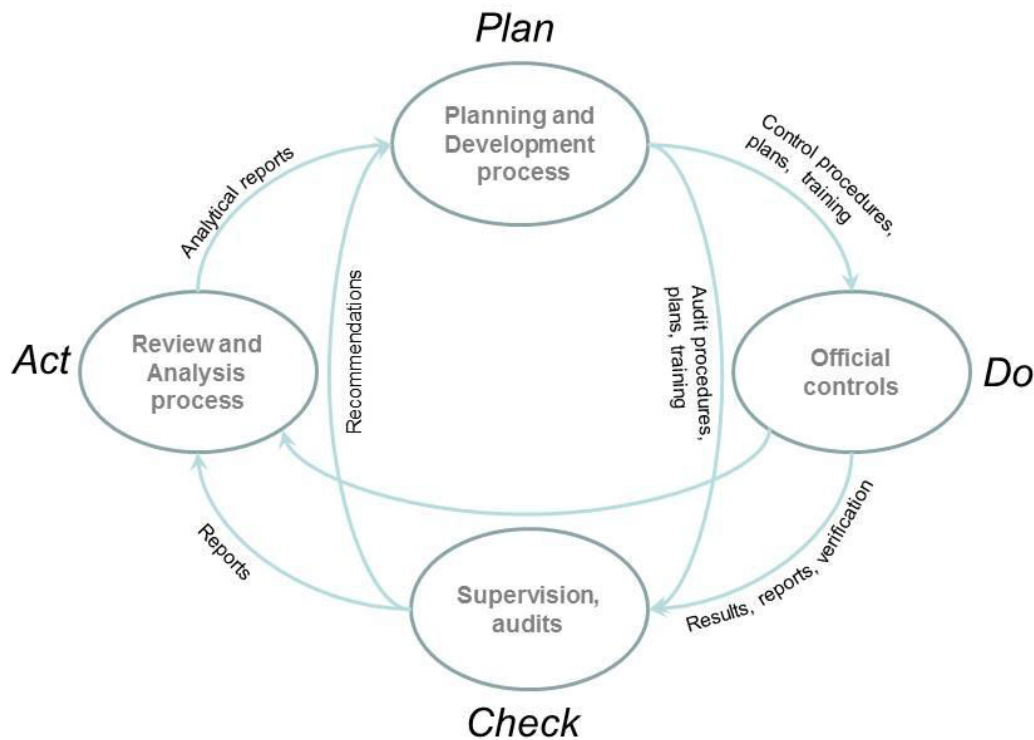 Plan
Planning and
Development
process
Analytical reports
Control procedures,
plans, training
Recommendations
Audit procedures,
plans, training
Act
Review and
Analysis
process
Official
controls
Do
Reports
Results, reports, verification
Supervision,
audits
Check